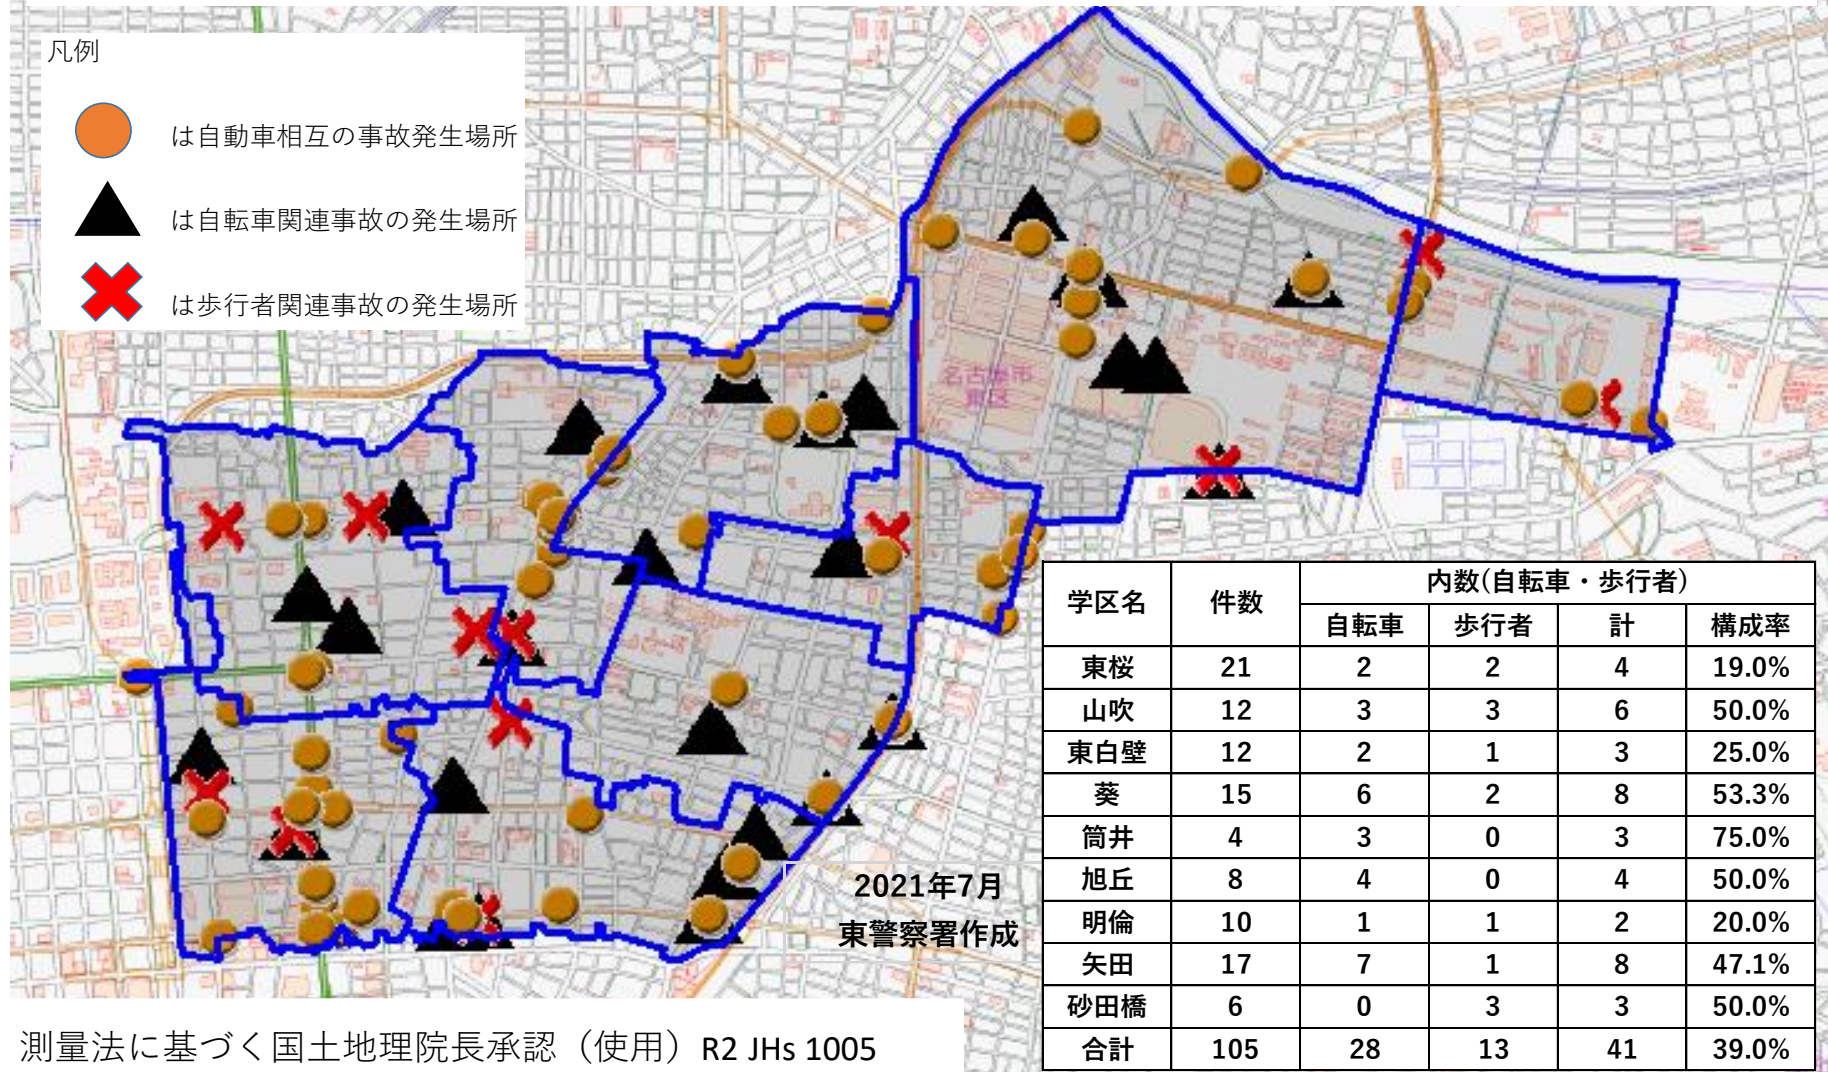 凡例
は自動車相互の事故発生場所
は自転車関連事故の発生場所
は歩行者関連事故の発生場所
名古屋市
東区
2021年7月
東警察署作成
学区名 件数 内数(自転車・歩行者)
自転車 歩行者 計 構成率
東桜 21 2 2 4 19.0%
山吹 12 3 3 6 50.0%
東白壁 12 2 1 3 25.0%
葵 15 6 2 8 53.3%
筒井 4 3 0 3 75.0%
旭丘 8 4 0 4 50.0%
明倫 10 1 1 2 20.0%
矢田 17 7 1 8 47.1%
砂田橋 6 0 3 3 50.0%
合計 105 28 13 41 39.0%
測量法に基づく国土地理院長承認（使用）R2 JHs 1005